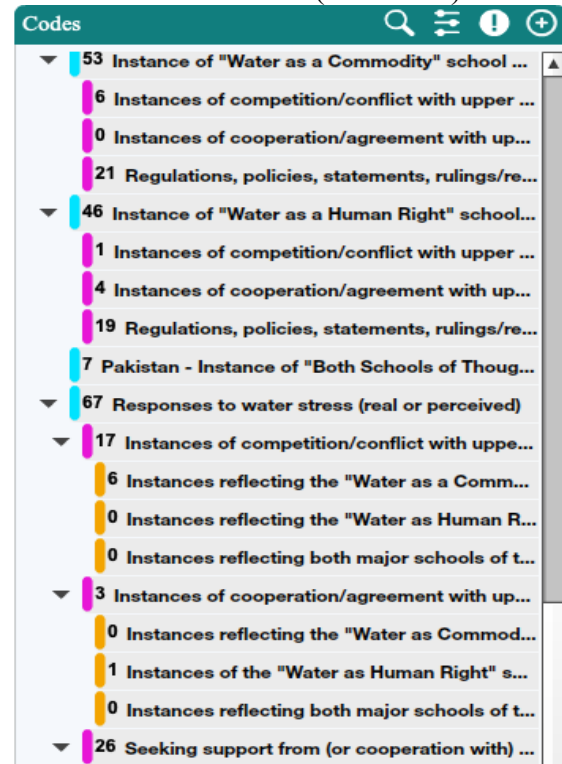 Codes
53 Instance of "Water as a Commodity" school ...
6 Instances of competition/conflict with upper ...
0 Instances of cooperation/agreement with up...
21 Regulations, policies, statements, rulings/re...
46 Instance of "Water as a Human Right" school...
1 Instances of competition/conflict with upper ...
4 Instances of cooperation/agreement with up...
19 Regulations, policies, statements, rulings/re...
7 Pakistan - Instance of "Both Schools of Thoug...
67 Responses to water stress (real or perceived)
17 Instances of competition/conflict with uppe...
6 Instances reflecting the "Water as a Comm...
0 Instances reflecting the "Water as Human R...
0 Instances reflecting both major schools of t...
3 Instances of cooperation/agreement with up...
0 Instances reflecting the "Water as Commod...
1 Instances of the "Water as Human Right" s...
0 Instances reflecting both major schools of t...
26 Seeking support from (or cooperation with) ...